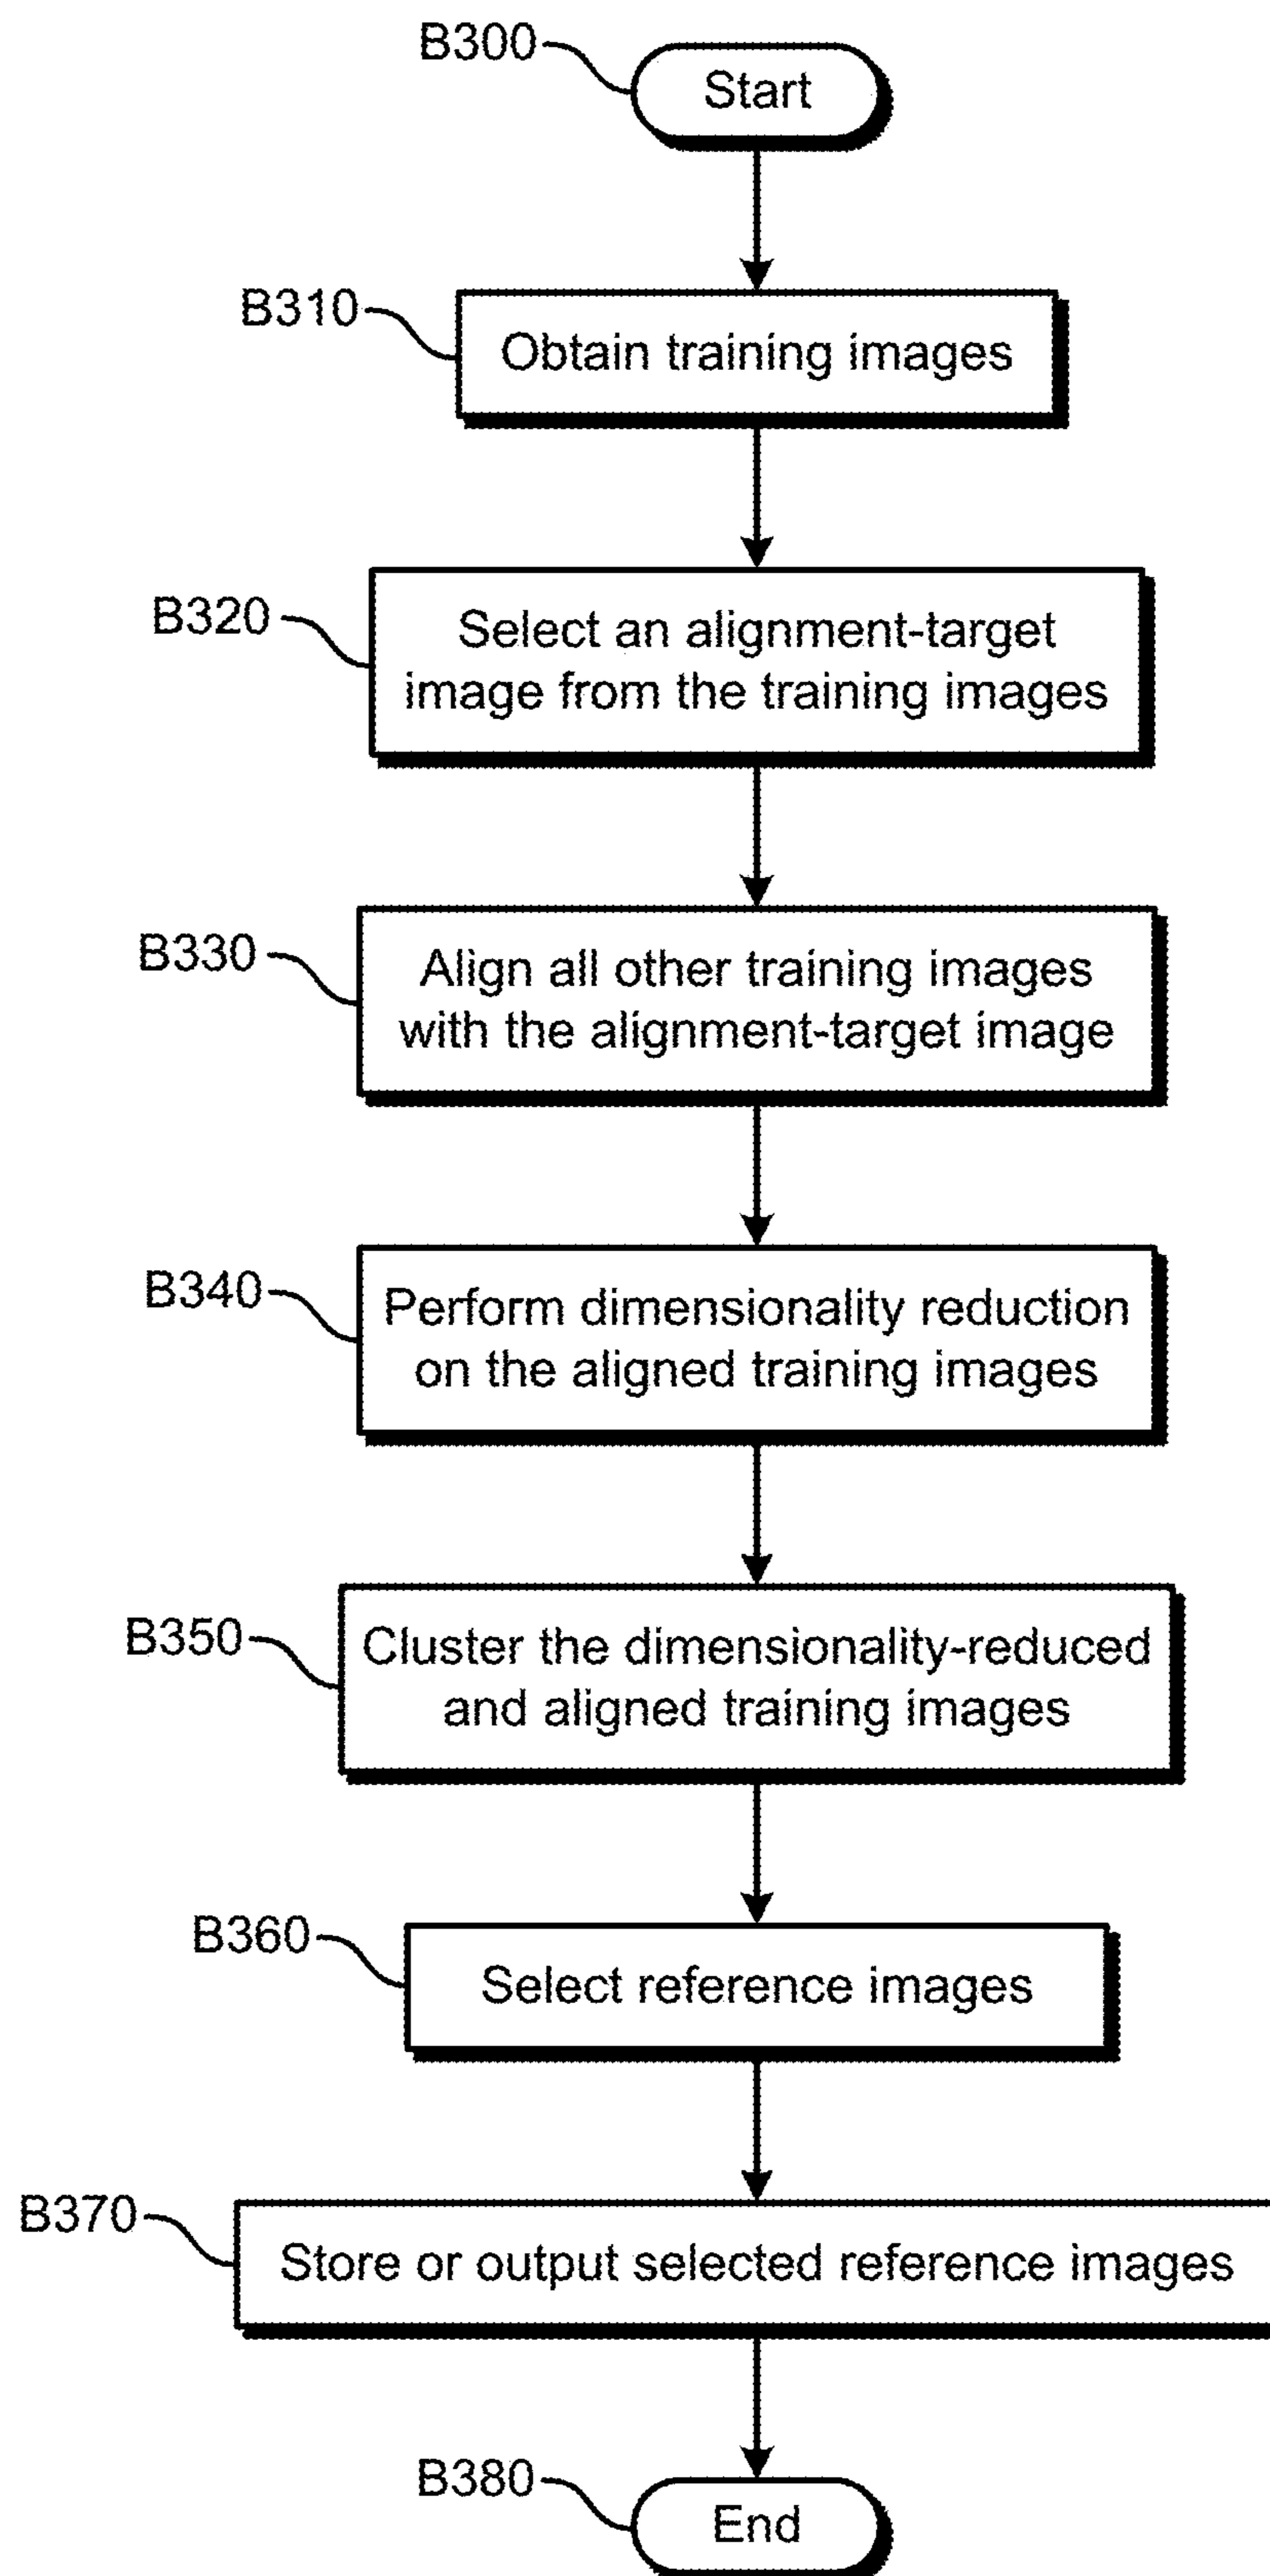 B300
Start
B310
Obtain training images
B320
Select an alignment-target
image from the training images
B330
Align all other training images
with the alignment-target image
B340
Perform dimensionality reduction
on the aligned training images
B350
Cluster the dimensionality-reduced
and aligned training images
B360
Select reference images
B370
Store or output selected reference images
B380
End